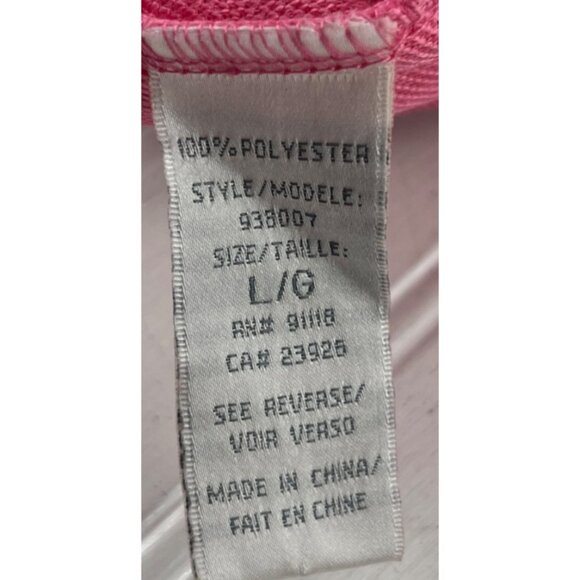 100% POLYESTER
STYLE/MODELE:
938007
SIZE/TAILLE:
L/G
RN# 91118
CA# 23926
SEE REVERSE/
VOIR VERSO
MADE IN CHINA/
FAIT EN CHINE